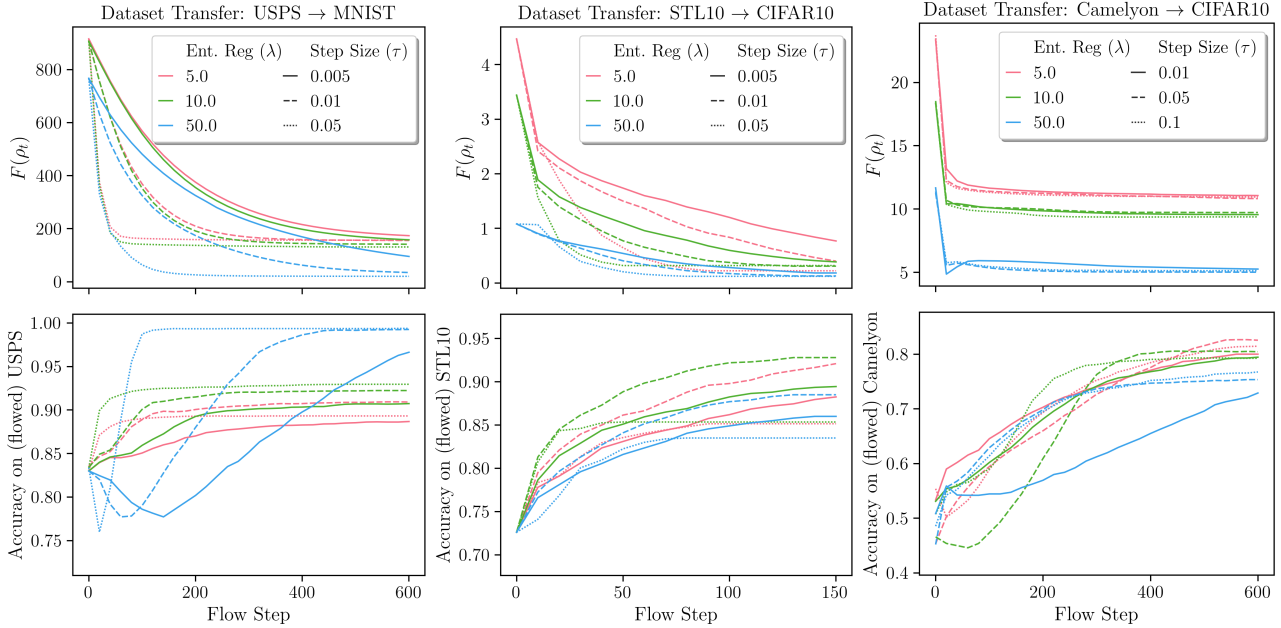 Dataset Transfer: USPS → MNIST
Ent. Reg (λ) Step Size (τ)
5.0 0.005
10.0 0.01
50.0 0.05
F(ρt)
800
600
400
200
0
Dataset Transfer: STL10 → CIFAR10
Ent. Reg (λ) Step Size (τ)
5.0 0.005
10.0 0.01
50.0 0.05
F(ρt)
4
3
2
1
0
Dataset Transfer: Camelyon → CIFAR10
Ent. Reg (λ) Step Size (τ)
5.0 0.01
10.0 0.05
50.0 0.1
F(ρt)
20
15
10
5
Accuracy on (flowed) USPS
1.00
0.95
0.90
0.85
0.80
0.75
0 200 400 600
Flow Step
Accuracy on (flowed) STL10
0.95
0.90
0.85
0.80
0.75
0.70
0 50 100 150
Flow Step
Accuracy on (flowed) Camelyon
0.8
0.7
0.6
0.5
0.4
0 200 400 600
Flow Step